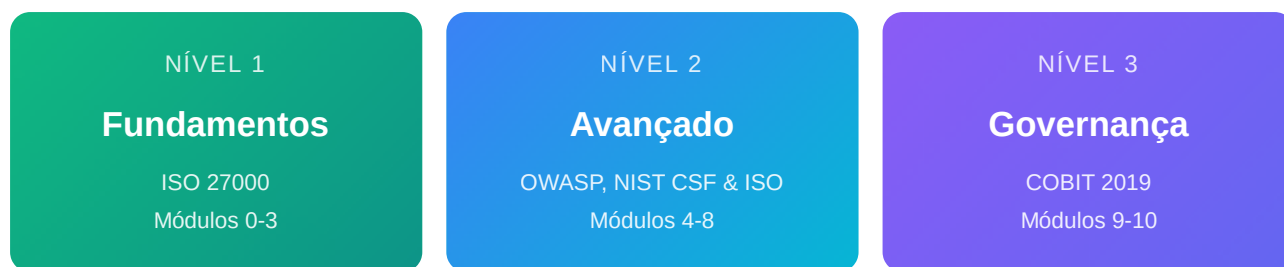 NÍVEL 1
Fundamentos
ISO 27000
Módulos 0-3
NÍVEL 2
Avançado
OWASP, NIST CSF & ISO
Módulos 4-8
NÍVEL 3
Governança
COBIT 2019
Módulos 9-10